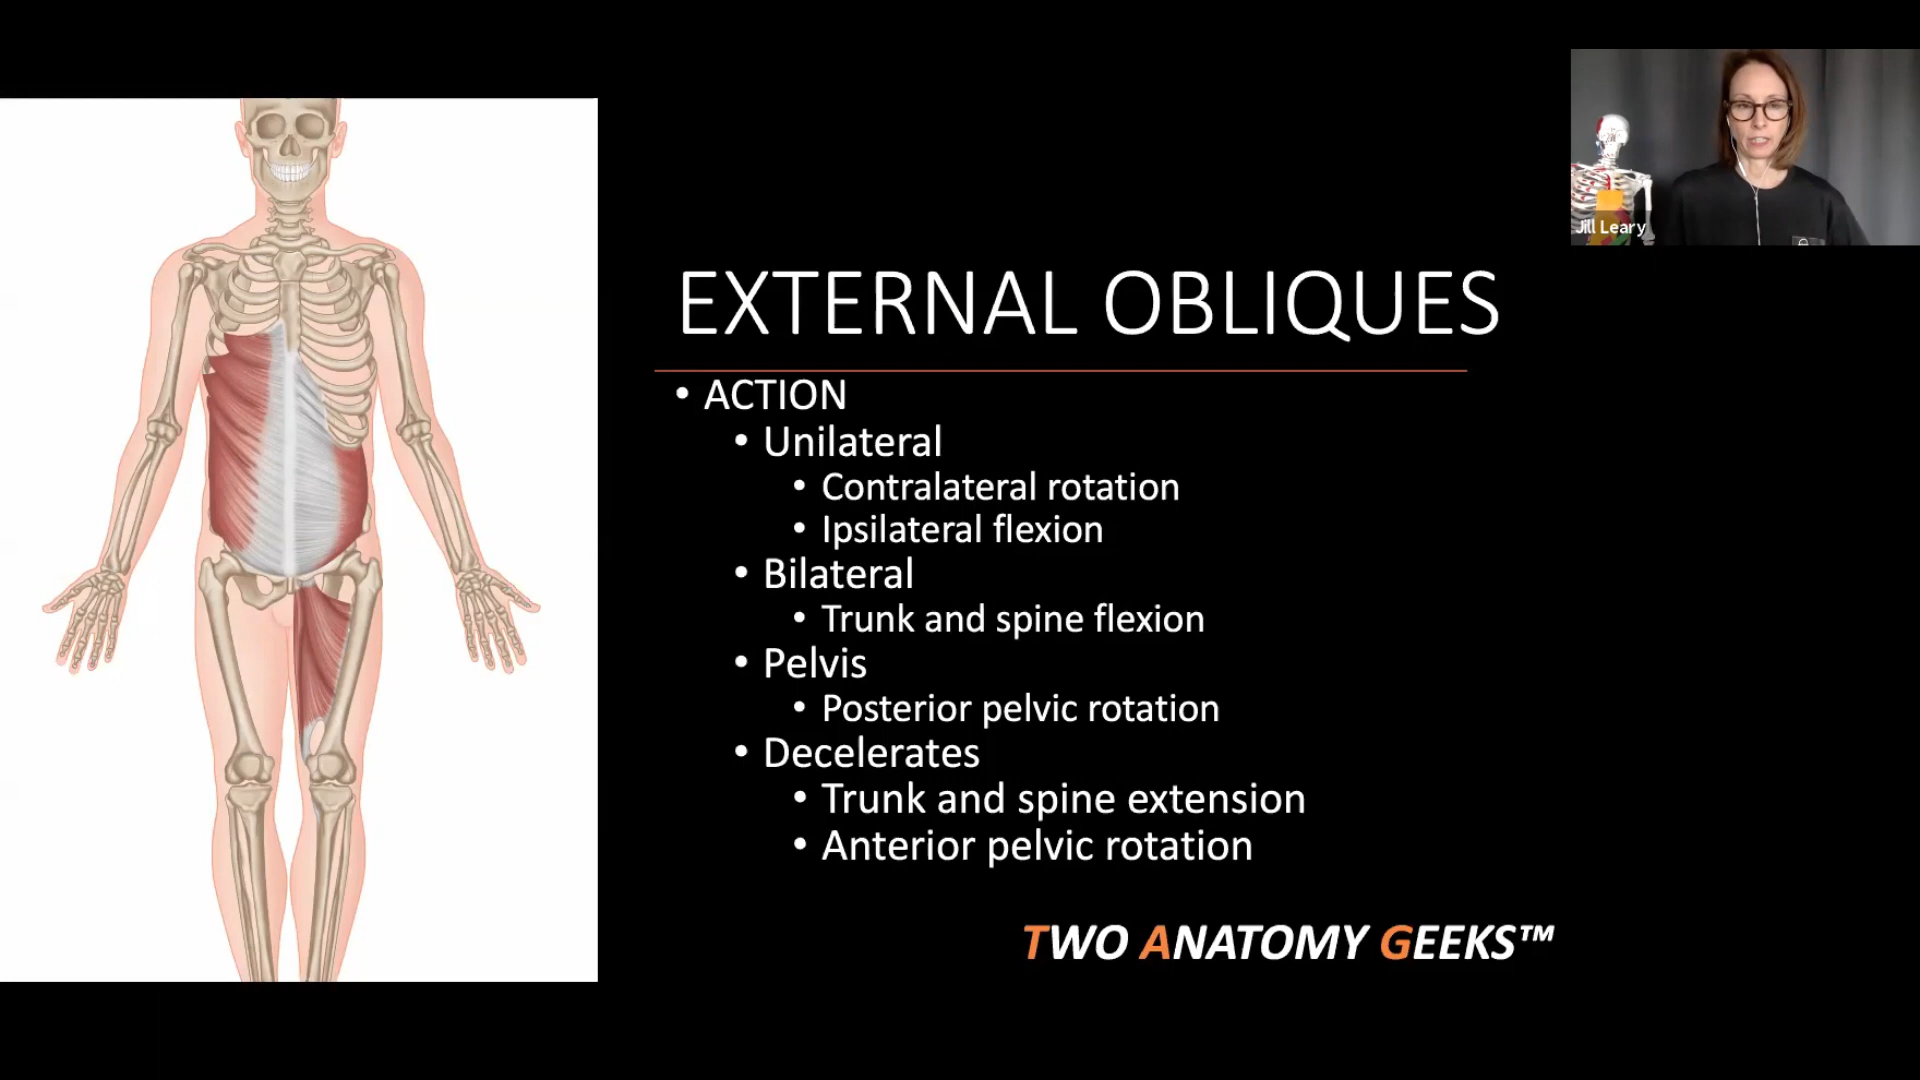 Jill Leary
EXTERNAL OBLIQUES
• ACTION
• Unilateral
• Contralateral rotation
• Ipsilateral flexion
• Bilateral
• Trunk and spine flexion
• Pelvis
• Posterior pelvic rotation
• Decelerates
• Trunk and spine extension
• Anterior pelvic rotation
TWO ANATOMY GEEKS™